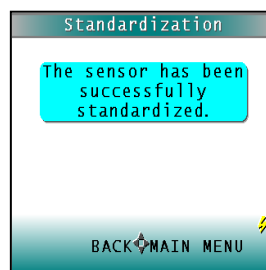 Standardization
The sensor has been
successfully
standardized.
BACK MAIN MENU